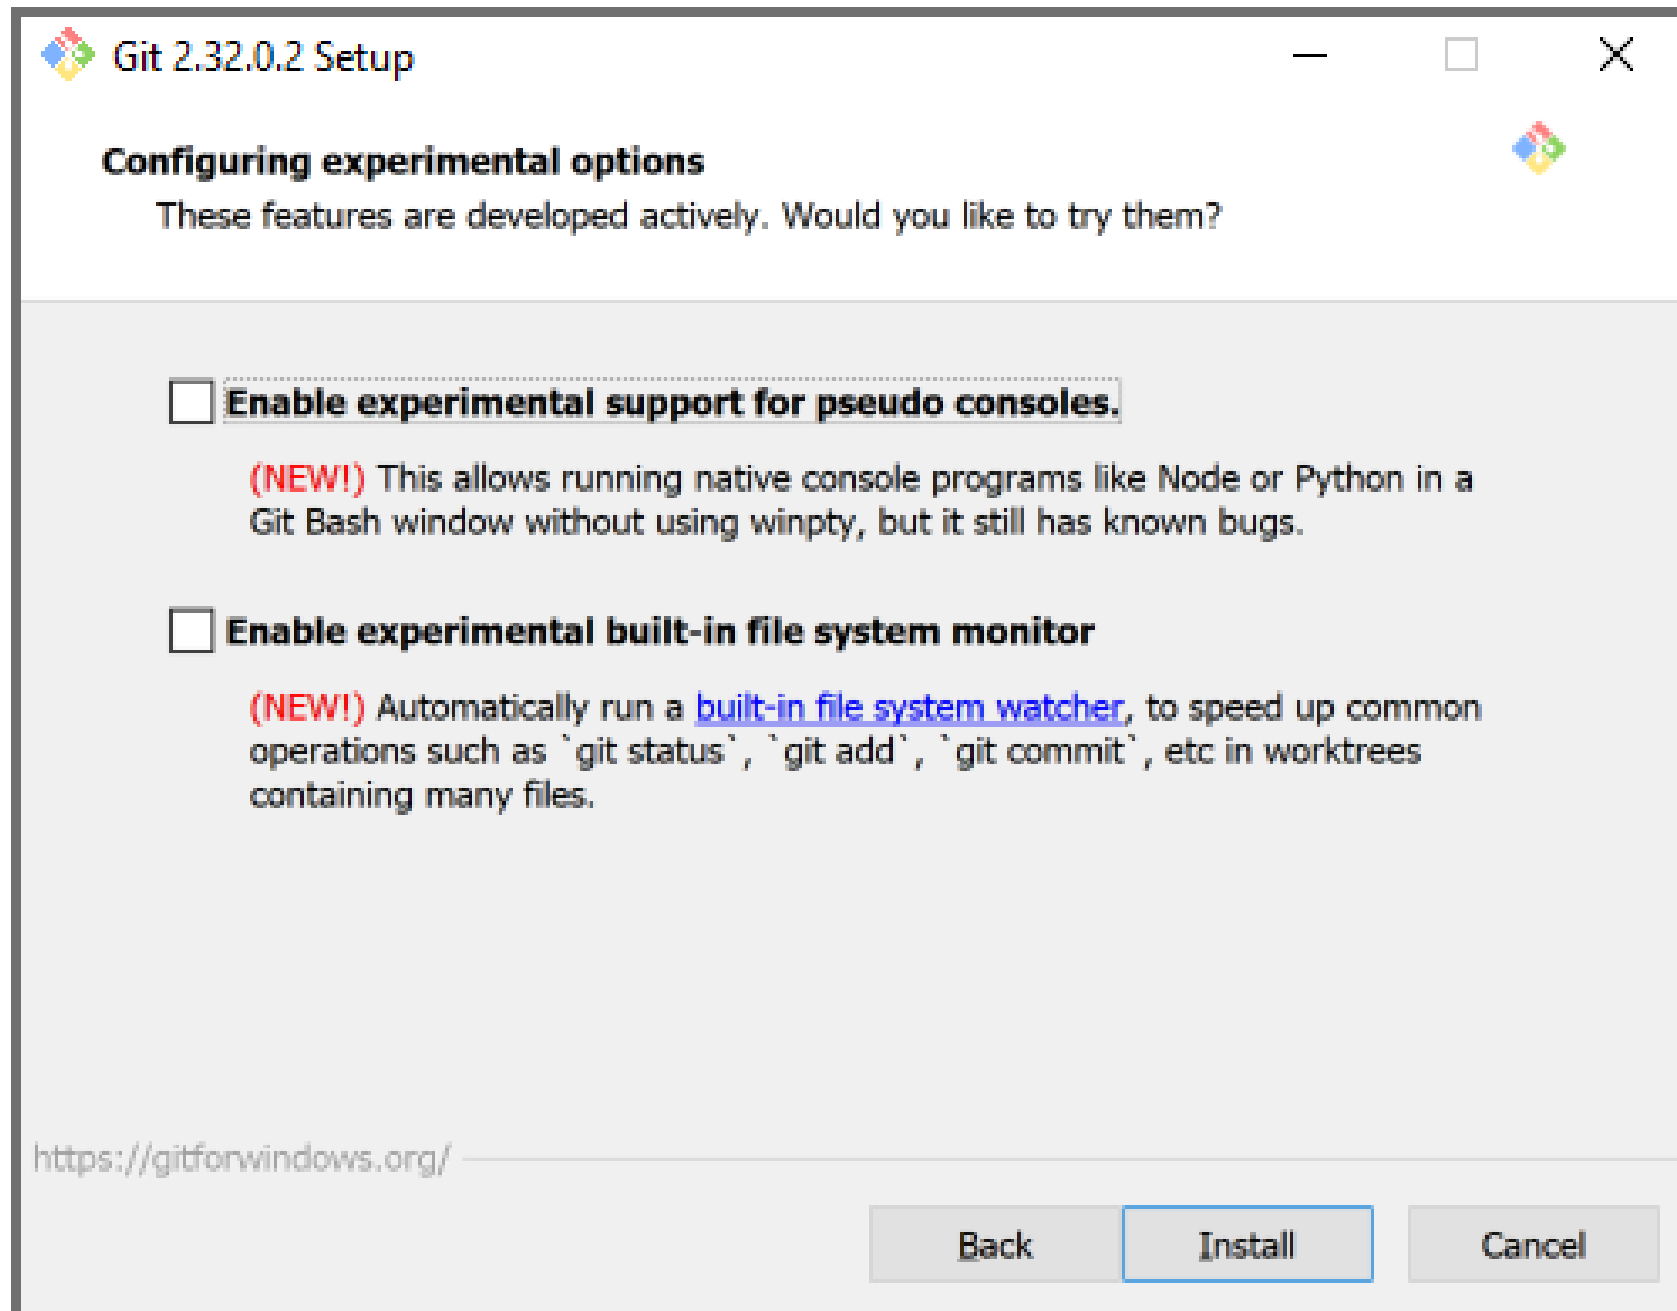 Git 2.32.0.2 Setup
Configuring experimental options
These features are developed actively. Would you like to try them?
Enable experimental support for pseudo consoles.
(NEW!) This allows running native console programs like Node or Python in a
Git Bash window without using winpty, but it still has known bugs.
Enable experimental built-in file system monitor
(NEW!) Automatically run a built-in file system watcher, to speed up common
operations such as `git status`, `git add`, `git commit`, etc in worktrees
containing many files.
https://gitforwindows.org/
Back Install Cancel